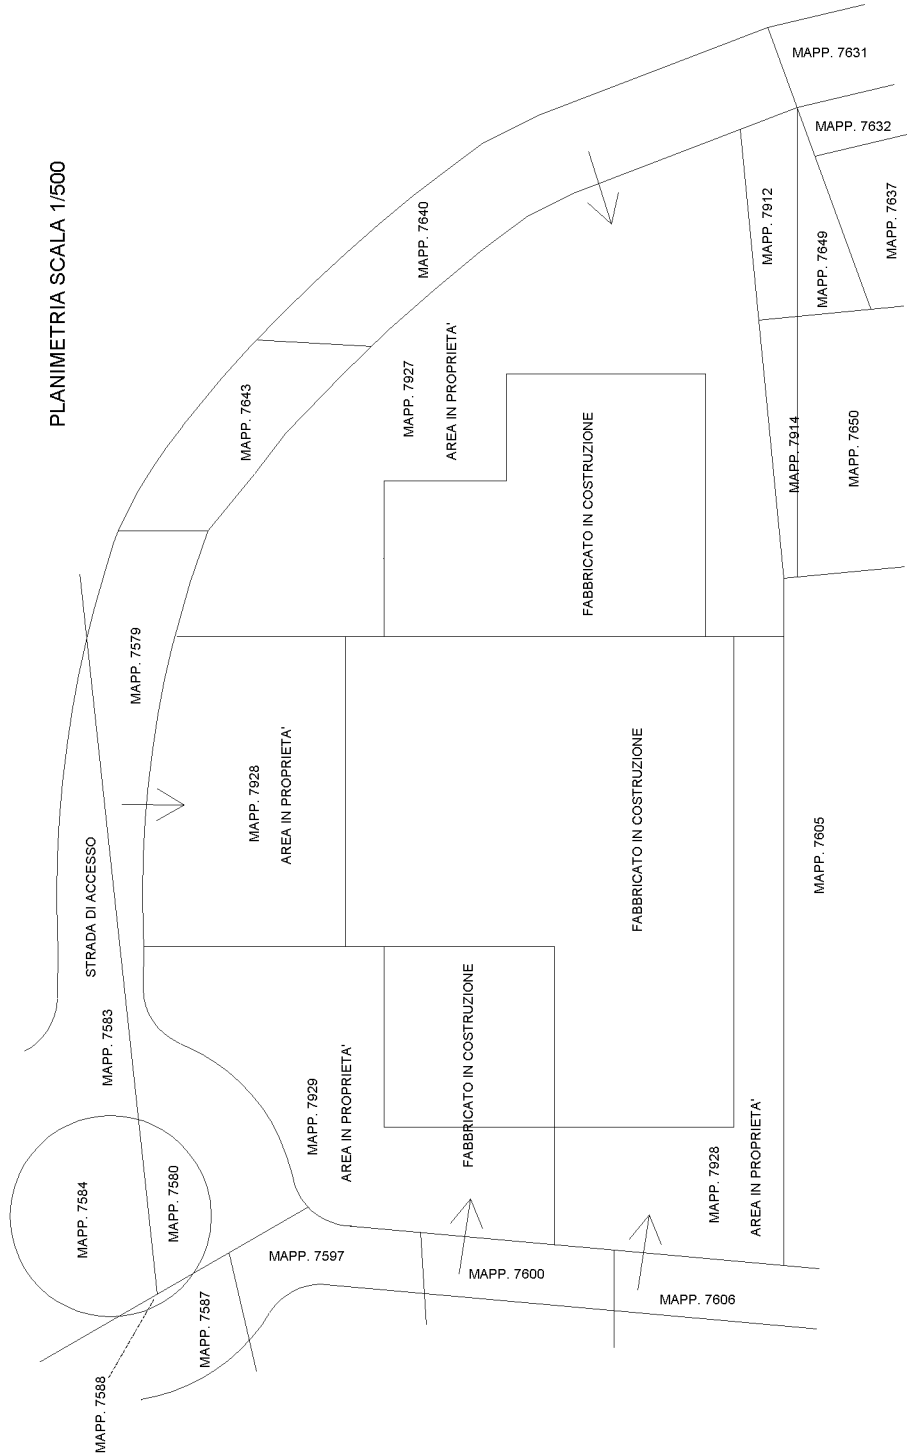 PLANIMETRIA SCALA 1/500
MAPP. 7631
MAPP. 7632
MAPP. 7637
MAPP. 7912
MAPP. 7649
MAPP. 7640
MAPP. 7643
MAPP. 7927
AREA IN PROPRIETA'
FABBRICATO IN COSTRUZIONE
MAPP. 7914
MAPP. 7650
MAPP. 7579
MAPP. 7928
AREA IN PROPRIETA'
FABBRICATO IN COSTRUZIONE
MAPP. 7605
STRADA DI ACCESSO
MAPP. 7583
MAPP. 7929
AREA IN PROPRIETA'
FABBRICATO IN COSTRUZIONE
MAPP. 7928
AREA IN PROPRIETA'
MAPP. 7584
MAPP. 7580
MAPP. 7597
MAPP. 7600
MAPP. 7606
MAPP. 7587
MAPP. 7588